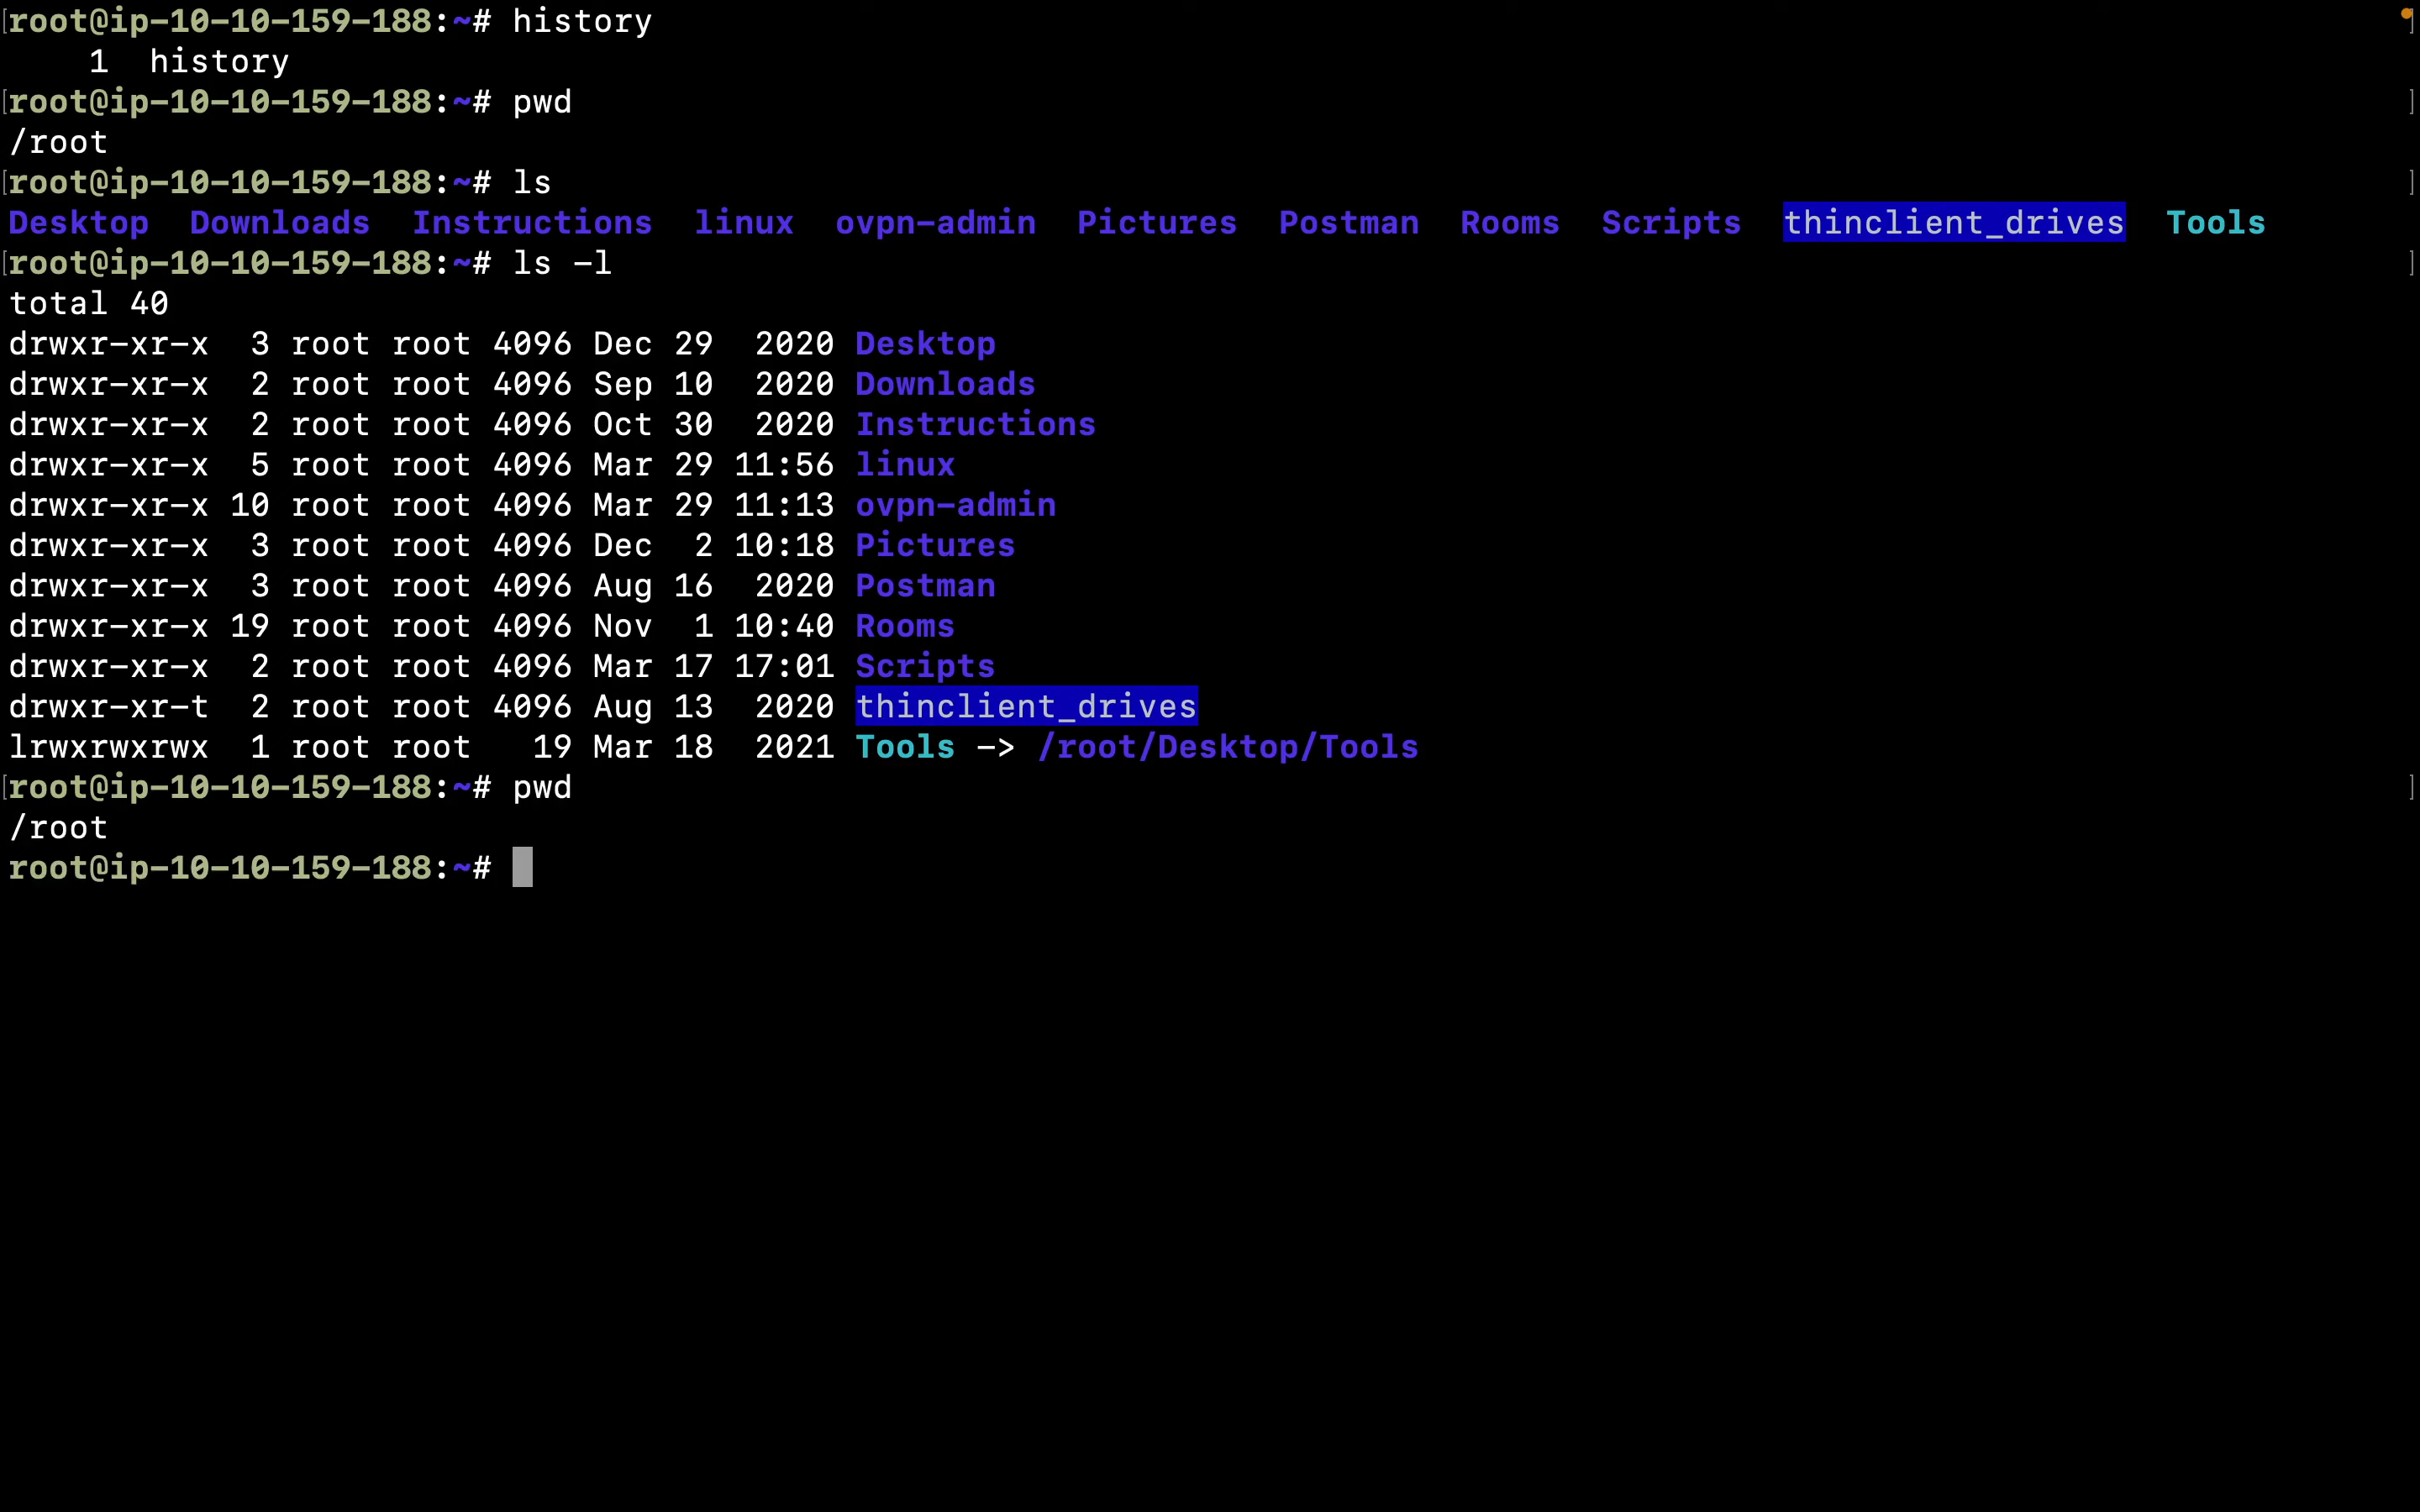 root@ip-10-10-159-188:~# history
    1  history
root@ip-10-10-159-188:~# pwd
/root
root@ip-10-10-159-188:~# ls
Desktop  Downloads  Instructions  linux  ovpn-admin  Pictures  Postman  Rooms  Scripts  thinclient_drives  Tools
root@ip-10-10-159-188:~# ls -l
total 40
drwxr-xr-x  3 root root 4096 Dec 29  2020 Desktop
drwxr-xr-x  2 root root 4096 Sep 10  2020 Downloads
drwxr-xr-x  2 root root 4096 Oct 30  2020 Instructions
drwxr-xr-x  5 root root 4096 Mar 29 11:56 linux
drwxr-xr-x 10 root root 4096 Mar 29 11:13 ovpn-admin
drwxr-xr-x  3 root root 4096 Dec  2 10:18 Pictures
drwxr-xr-x  3 root root 4096 Aug 16  2020 Postman
drwxr-xr-x 19 root root 4096 Nov  1 10:40 Rooms
drwxr-xr-x  2 root root 4096 Mar 17 17:01 Scripts
drwxr-xr-t  2 root root 4096 Aug 13  2020 thinclient_drives
lrwxrwxrwx  1 root root   19 Mar 18  2021 Tools -> /root/Desktop/Tools
root@ip-10-10-159-188:~# pwd
/root
root@ip-10-10-159-188:~#